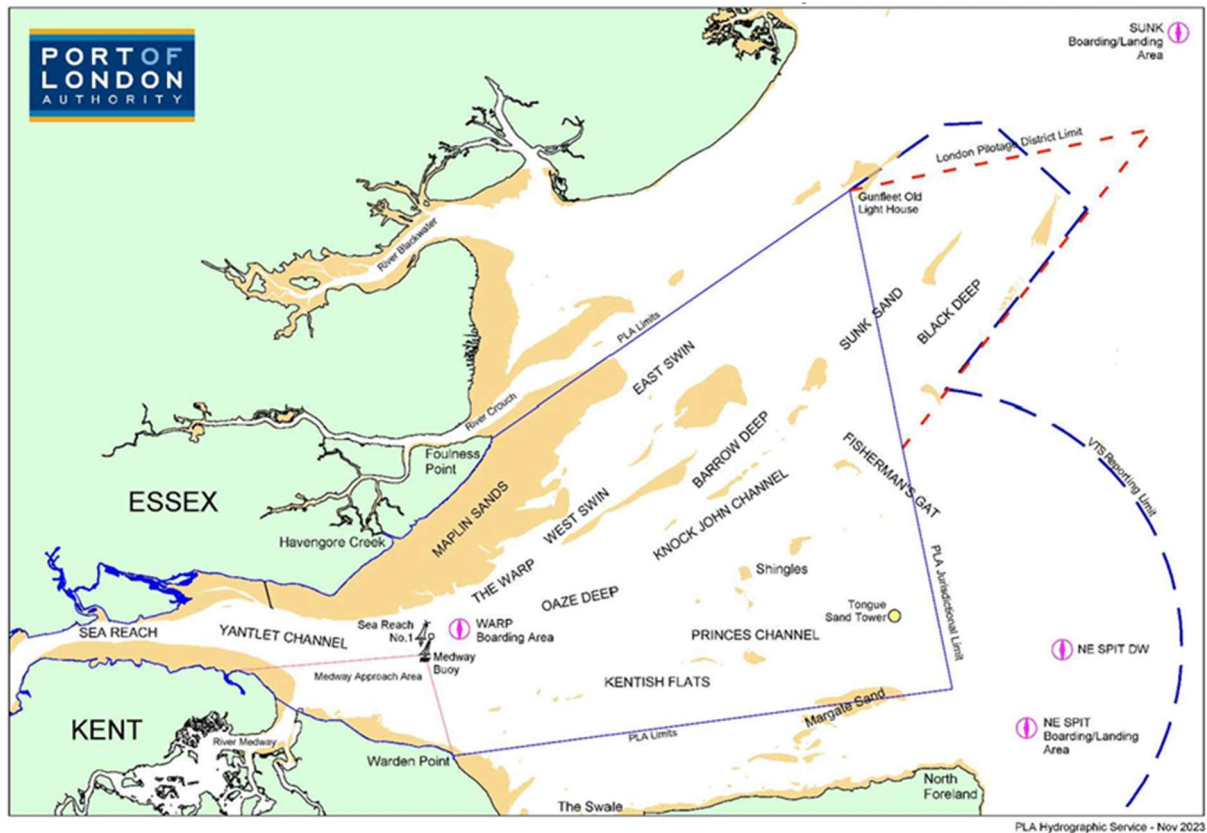 PORT OF
LONDON
AUTHORITY
SUNK
Boarding/Landing
Area
London Pilotage District Limit
Gunfleet Old
Light House
River Blackwater
PLA Limits
SUNK SAND
BLACK DEEP
EAST SWIN
River Crouch
Foulness
Point
BARROW DEEP
FISHERMAN'S GAT
VTS Reporting Limit
ESSEX
MAPLIN SANDS
WEST SWIN
KNOCK JOHN CHANNEL
Havengore Creek
THE WARP
OAZE DEEP
Shingles
PLA Jurisdictional Limit
Tongue
Sand Tower
SEA REACH
YANTLET CHANNEL
Sea Reach
No.1
WARP
Boarding Area
PRINCES CHANNEL
NE SPIT DW
Medway
Buoy
Medway Approach Area
KENTISH FLATS
KENT
Margate Sand
NE SPIT
Boarding/Landing
Area
River Medway
PLA Limits
Warden Point
North
Foreland
The Swale
PLA Hydrographic Service - Nov 2023